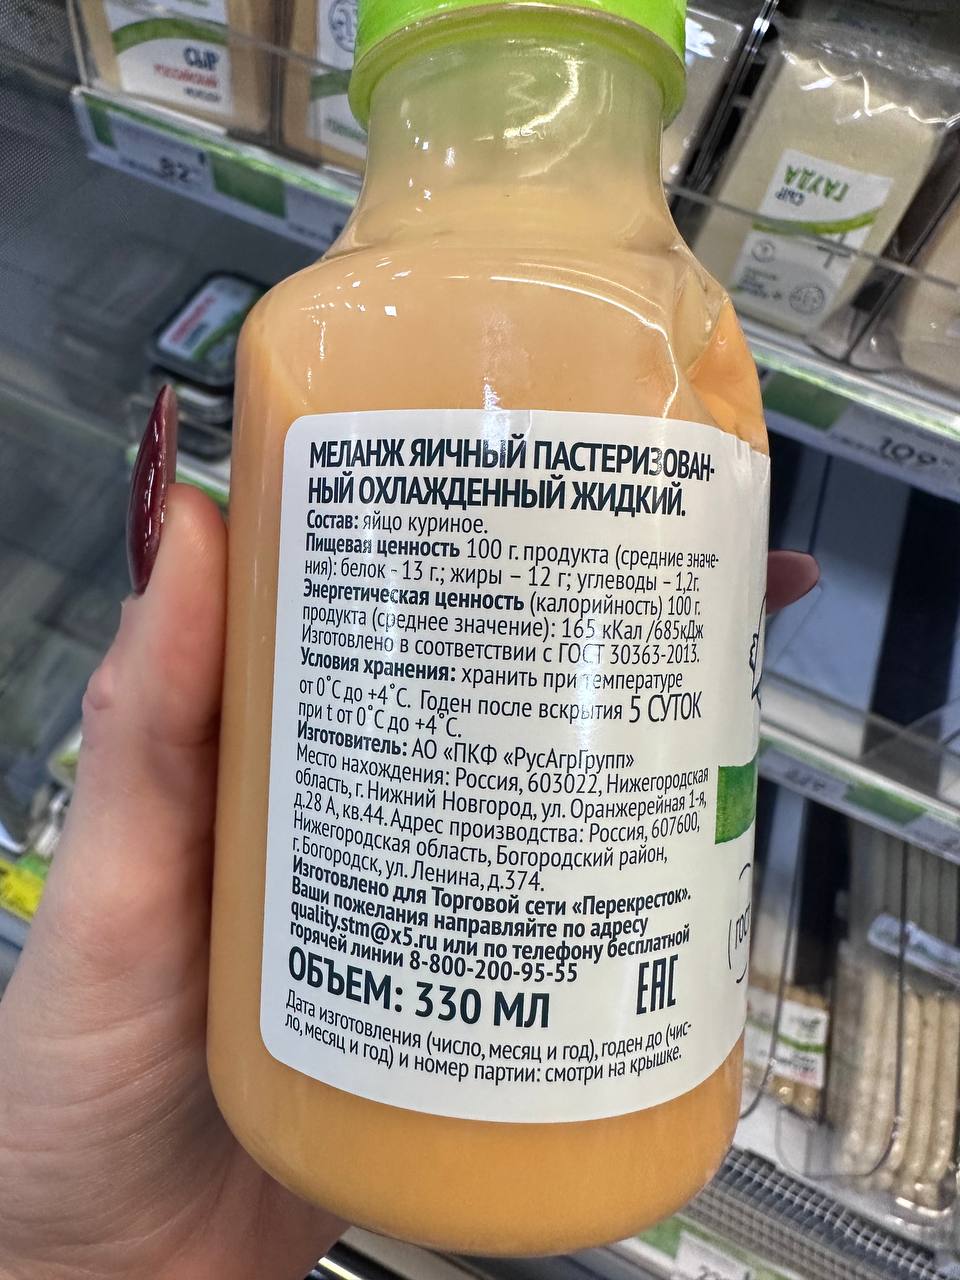 СЫР
РОССИЙСКИЙ
СЫР
ГАУДА
82
109
МЕЛАНЖ ЯИЧНЫЙ ПАСТЕРИЗОВАН-
НЫЙ ОХЛАЖДЕННЫЙ ЖИДКИЙ.
Состав: яйцо куриное.
Пищевая ценность 100 г. продукта (средние значе-
ния): белок - 13 г.; жиры – 12 г; углеводы – 1,2г.
Энергетическая ценность (калорийность) 100 г.
продукта (среднее значение): 165 кКал /685кДж
Изготовлено в соответствии с ГОСТ 30363-2013.
Условия хранения: хранить при температуре
от 0˚С до +4˚С. Годен после вскрытия 5 СУТОК
при t от 0˚С до +4˚С.
Изготовитель: АО «ПКФ «РусАгрГрупп»
Место нахождения: Россия, 603022, Нижегородская
область, г. Нижний Новгород, ул. Оранжерейная 1-я,
д.28 А, кв.44. Адрес производства: Россия, 607600,
Нижегородская область, Богородский район,
г. Богородск, ул. Ленина, д.374.
Изготовлено для Торговой сети «Перекресток».
Ваши пожелания направляйте по адресу
quality.stm@x5.ru или по телефону бесплатной
горячей линии 8-800-200-95-55
ОБЪЕМ: 330 МЛ
ЕАС
Дата изготовления (число, месяц и год), годен до (чис-
ло, месяц и год) и номер партии: смотри на крышке.